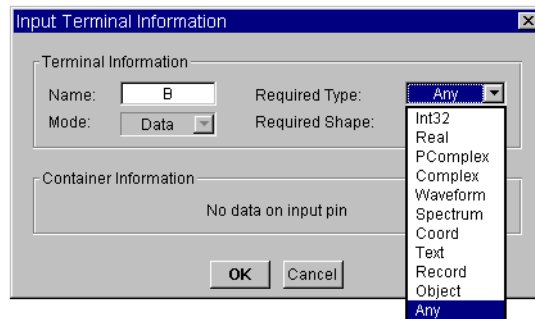 Input Terminal Information
Terminal Information
Name: B Required Type: Any
Mode: Data Required Shape:
Int32
Real
PComplex
Complex
Waveform
Spectrum
Coord
Text
Record
Object
Any
Container Information
No data on input pin
OK Cancel